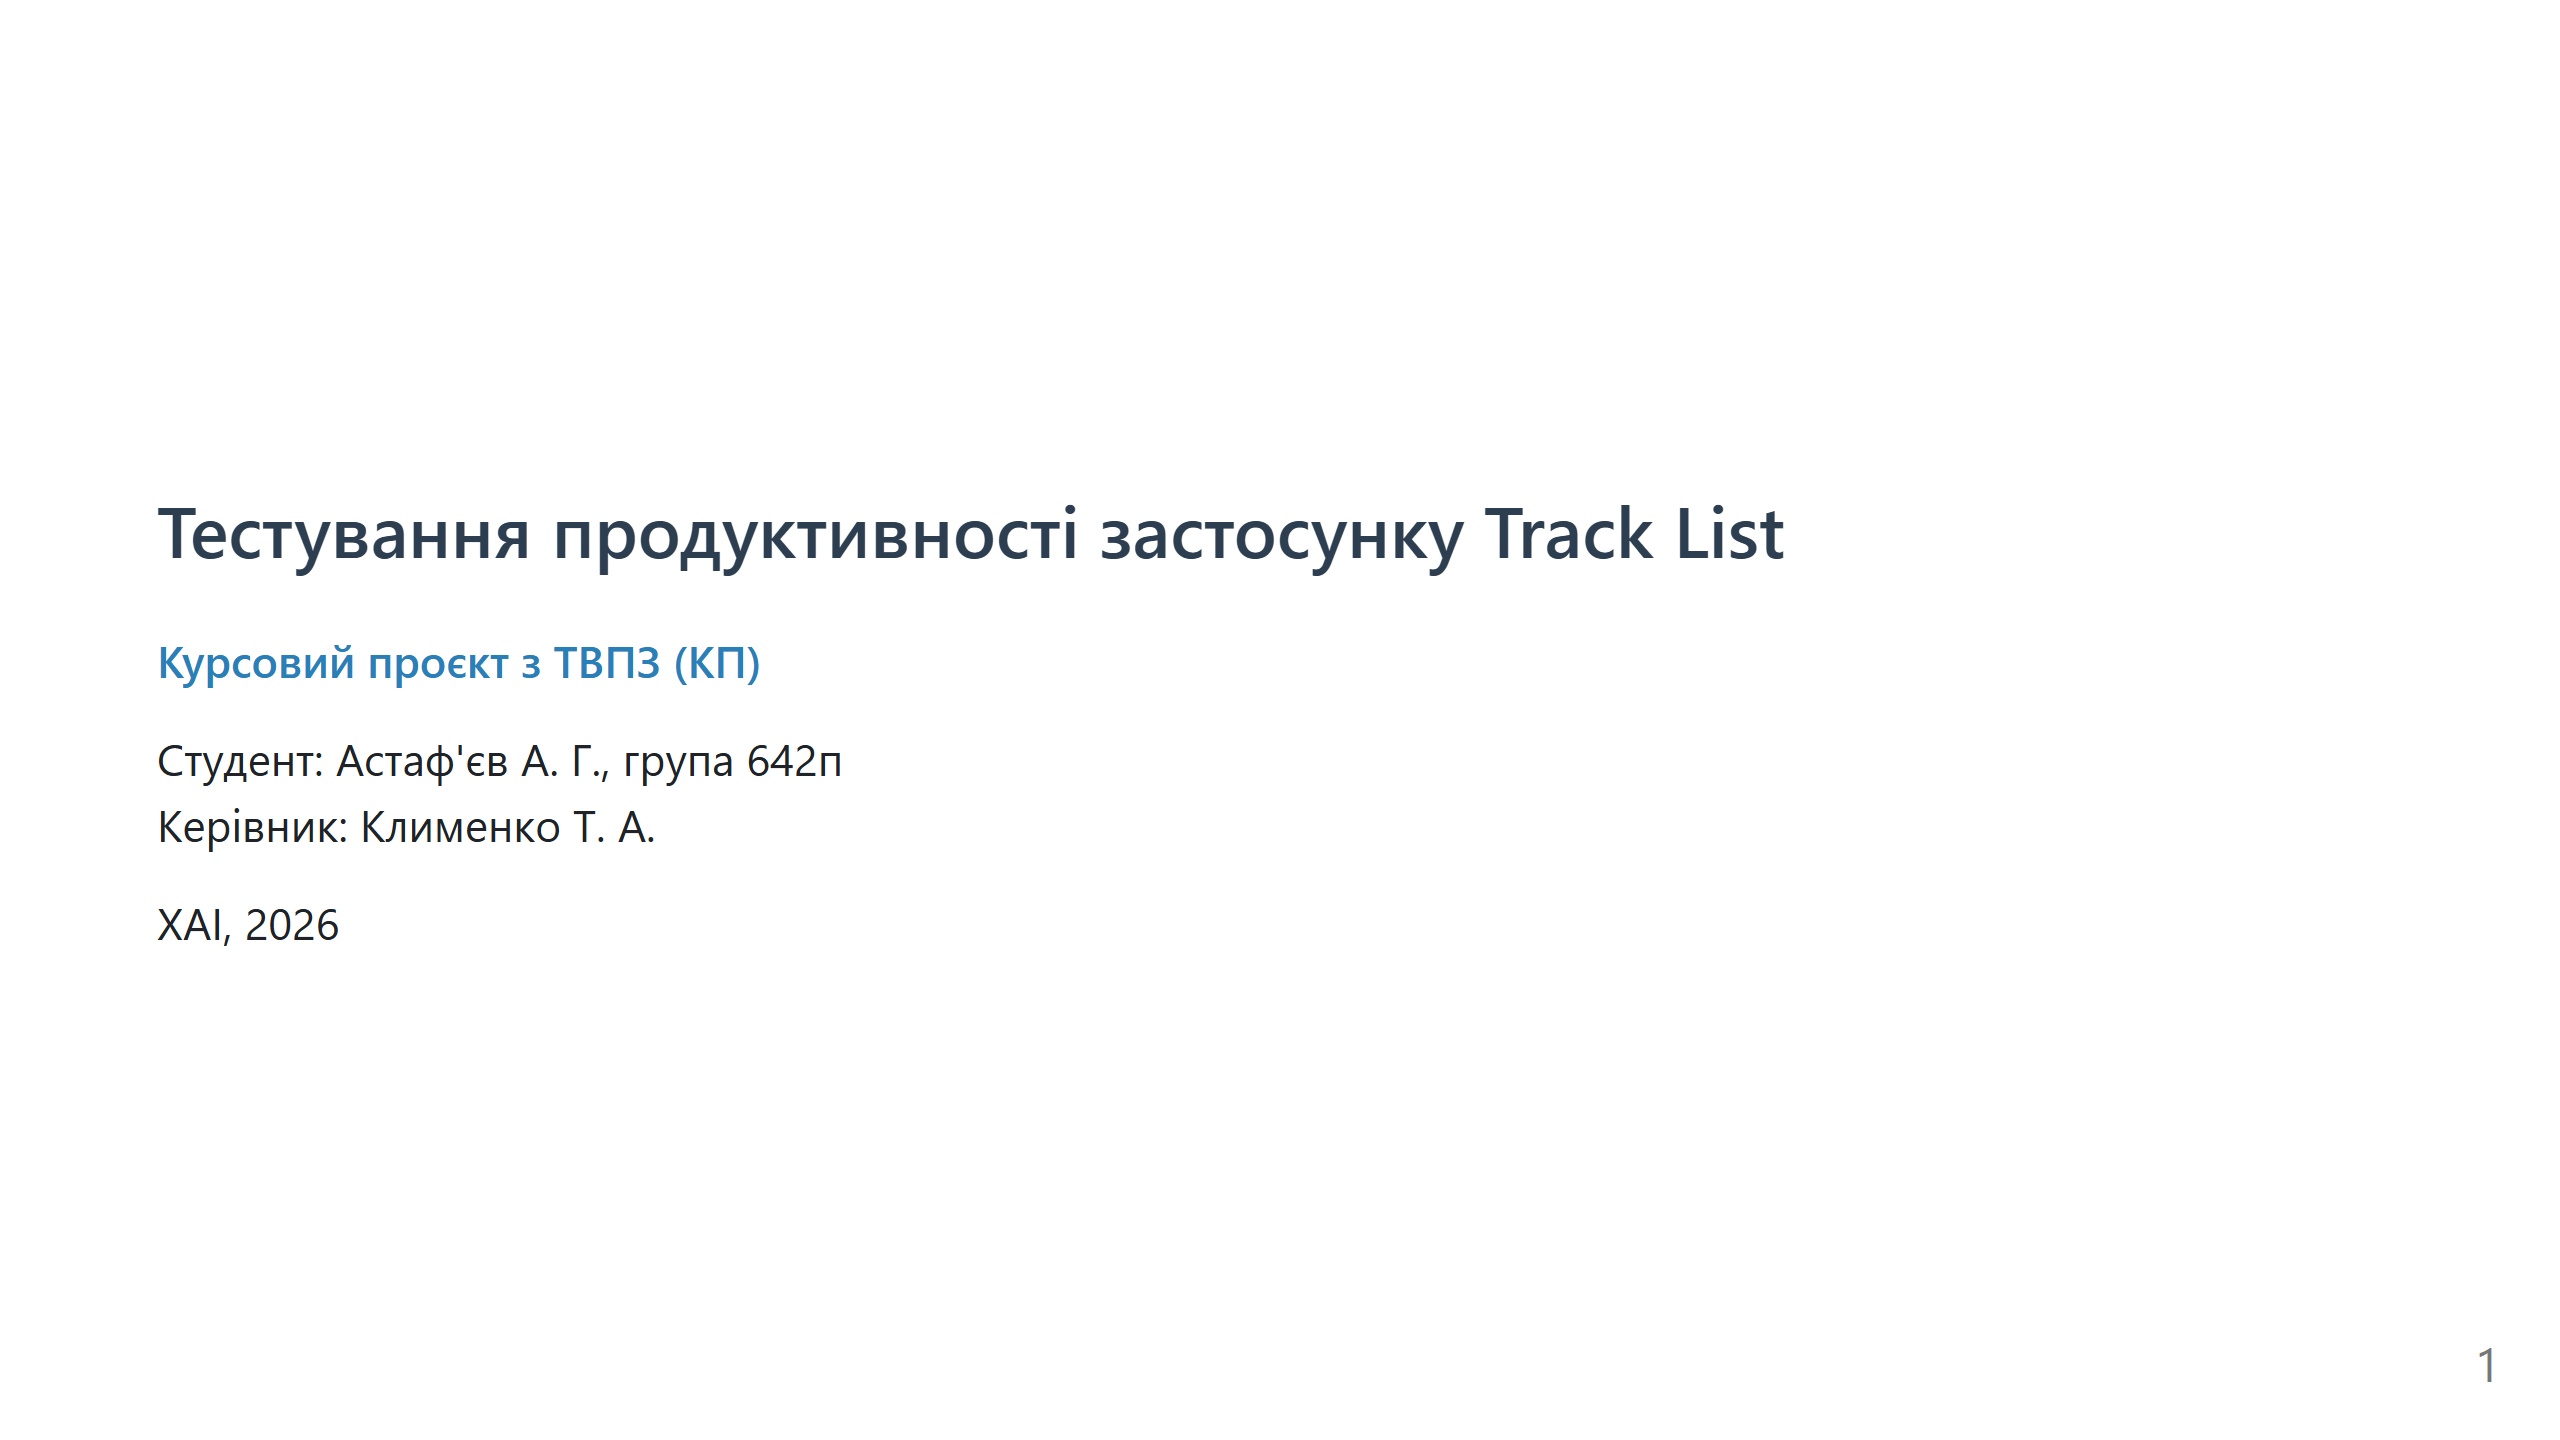 Тестування продуктивності застосунку Track List
Курсовий проєкт з ТВПЗ (КП)
Студент: Астаф'єв А. Г., група 642п
Керівник: Клименко Т. А.
ХАІ, 2026
1